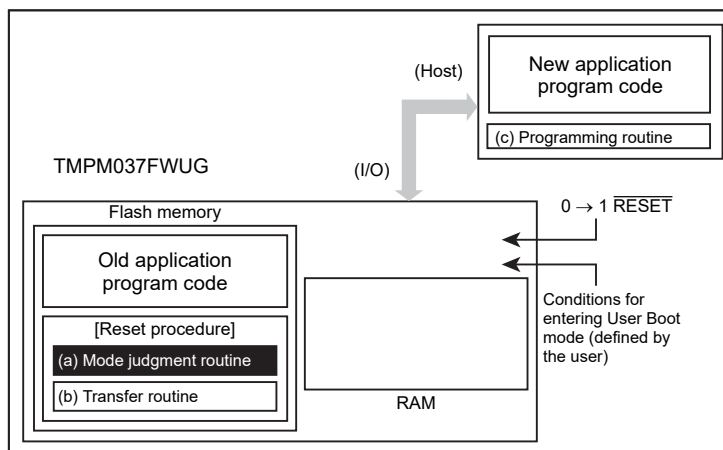 (Host)
New application
program code
(c) Programming routine
TMPM037FWUG
(I/O)
0 → 1 RESET
Flash memory
Old application
program code
[Reset procedure]
(a) Mode judgment routine
(b) Transfer routine
RAM
Conditions for
entering User Boot
mode (defined by
the user)